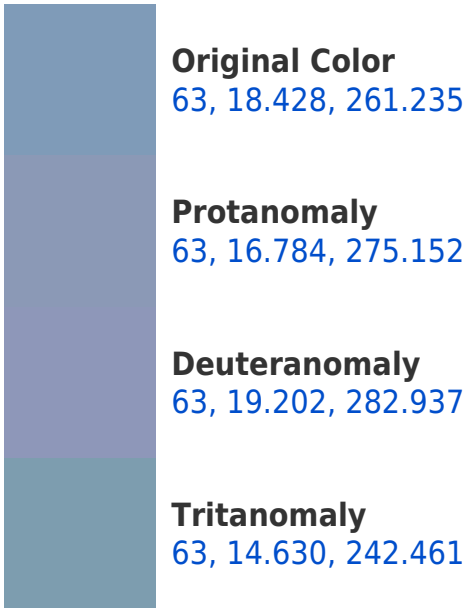 Original Color
63, 18.428, 261.235
Protanomaly
63, 16.784, 275.152
Deuteranomaly
63, 19.202, 282.937
Tritanomaly
63, 14.630, 242.461